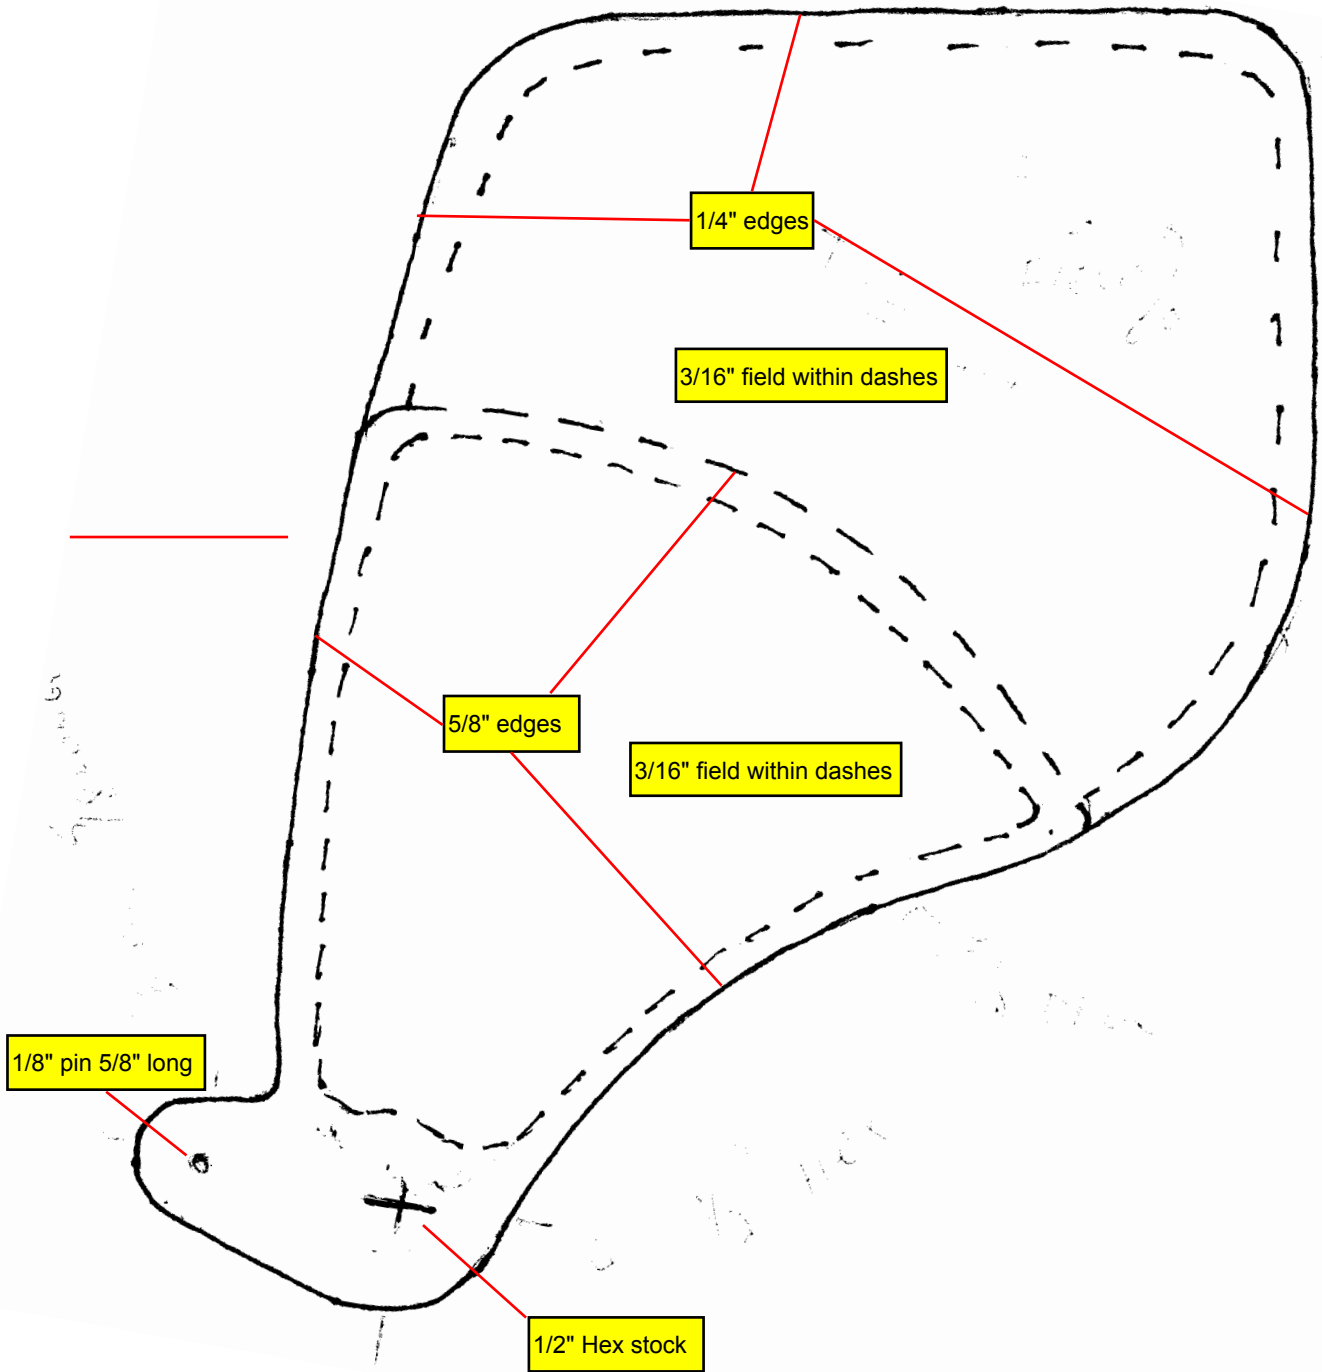 1/4" edges
3/16" field within dashes
5/8" edges
3/16" field within dashes
1/8" pin 5/8" long
1/2" Hex stock